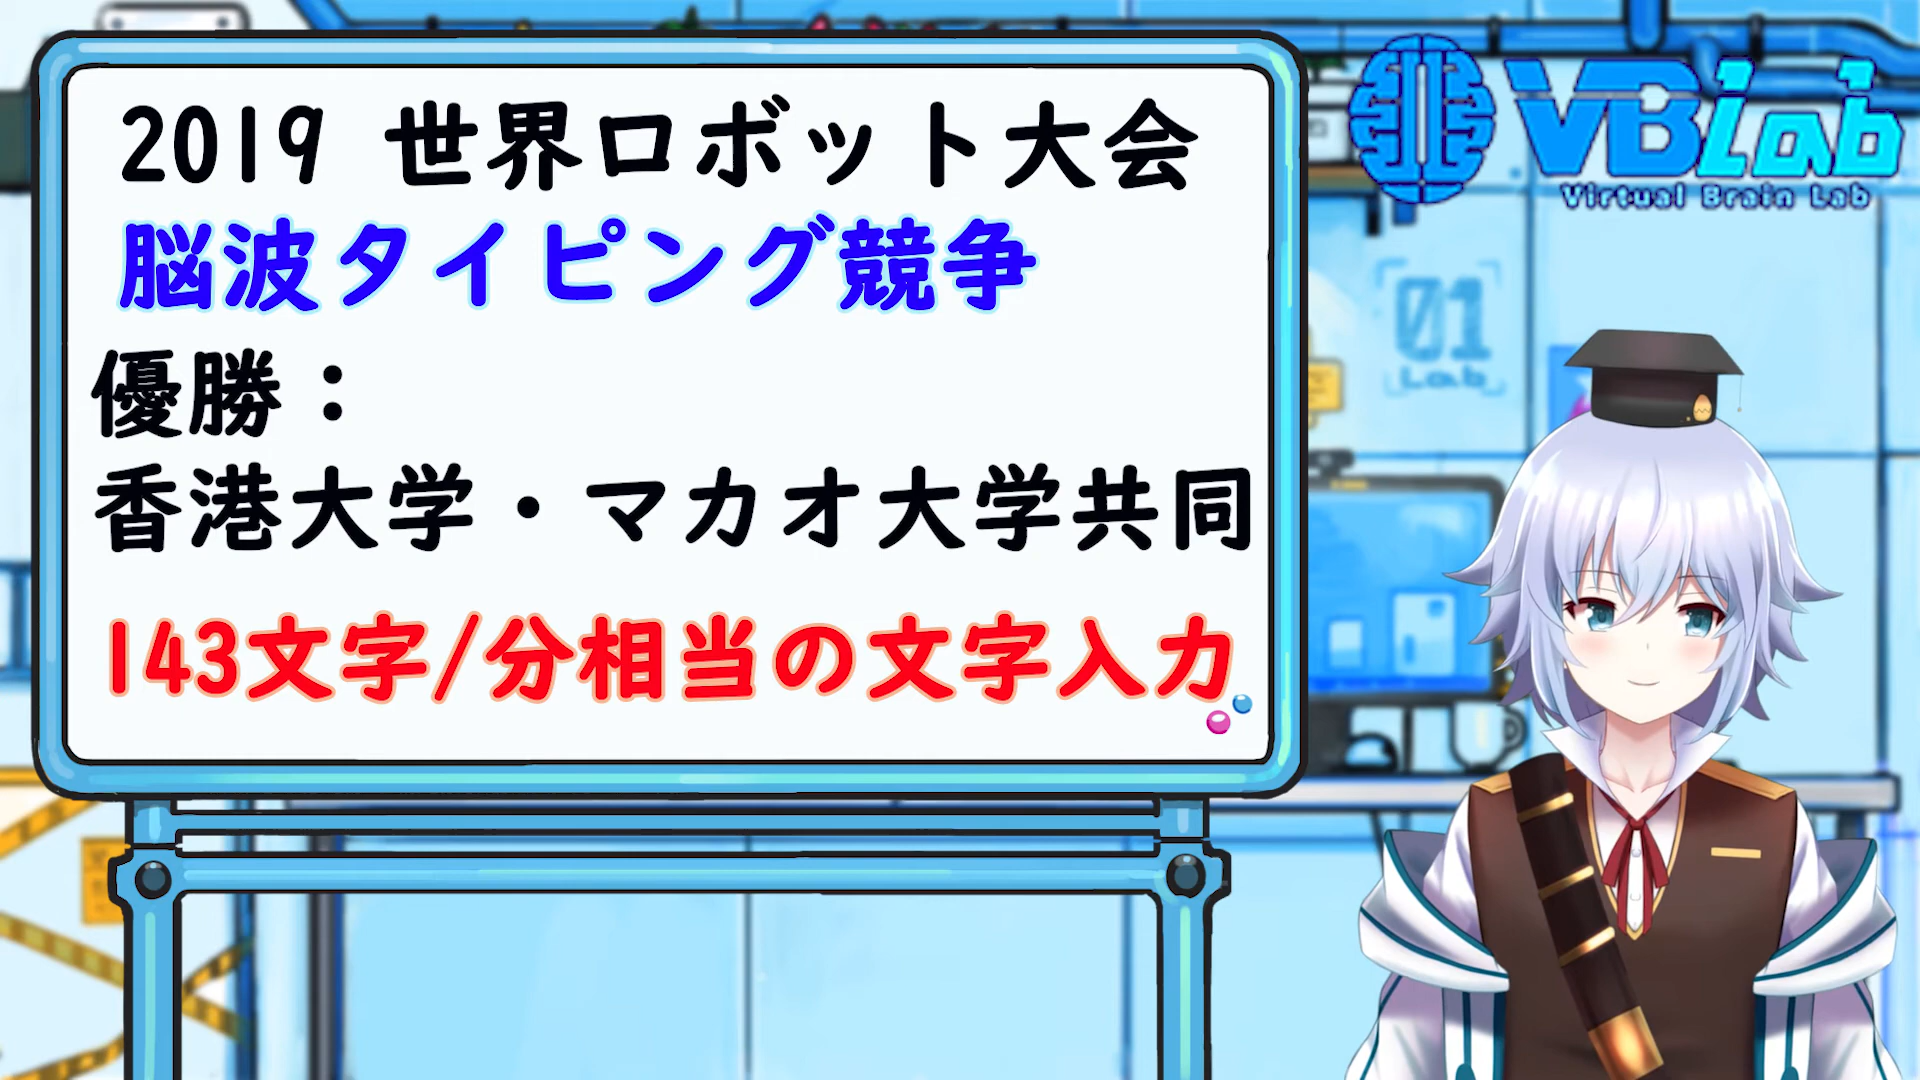 2019 世界ロボット大会
脳波タイピング競争
優勝：
香港大学・マカオ大学共同
143文字/分相当の文字入力
VBLab
Virtual Brain Lab
01
Lab